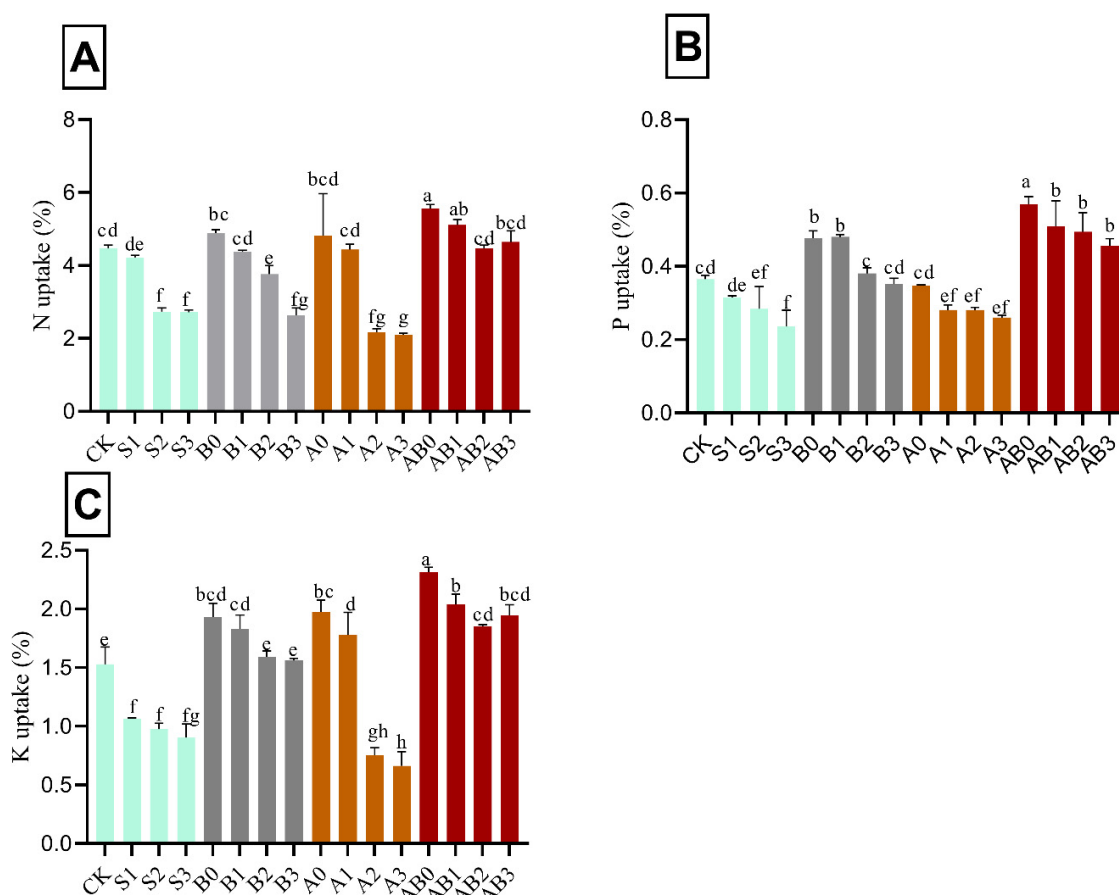 A
N uptake (%)
8
6
4
2
0
cd
de
f
f
bc
cd
e
fg
bcd
cd
fg
g
a
ab
cd
bcd
CK S1 S2 S3 B0 B1 B2 B3 A0 A1 A2 A3 AB0 AB1 AB2 AB3
B
P uptake (%)
0.8
0.6
0.4
0.2
0.0
cd
de
ef
f
b
b
c
cd
cd
ef
ef
ef
a
b
b
b
CK S1 S2 S3 B0 B1 B2 B3 A0 A1 A2 A3 AB0 AB1 AB2 AB3
C
K uptake (%)
2.5
2.0
1.5
1.0
0.5
0.0
e
f
f
fg
bcd
cd
e
e
bc
d
gh
h
a
b
cd
bcd
CK S1 S2 S3 B0 B1 B2 B3 A0 A1 A2 A3 AB0 AB1 AB2 AB3